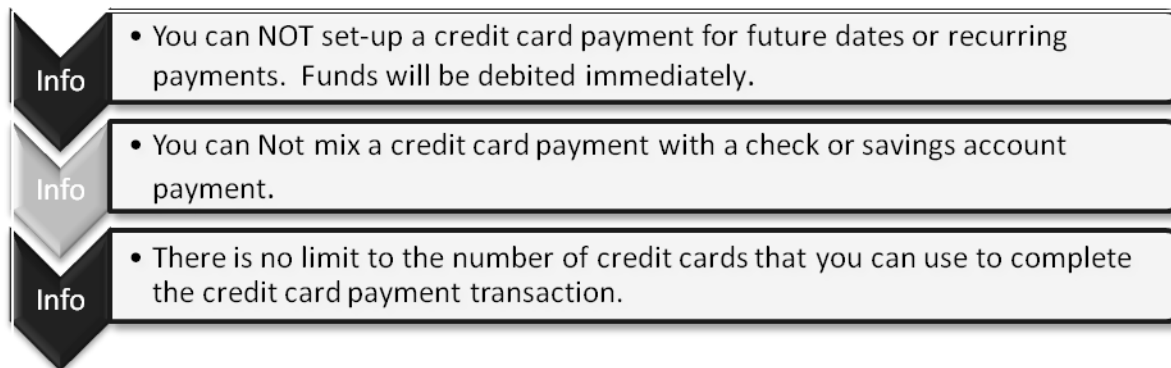 • You can NOT set-up a credit card payment for future dates or recurring
Info
payments.  Funds will be debited immediately.
• You can Not mix a credit card payment with a check or savings account
Info
payment.
• There is no limit to the number of credit cards that you can use to complete
Info
the credit card payment transaction.